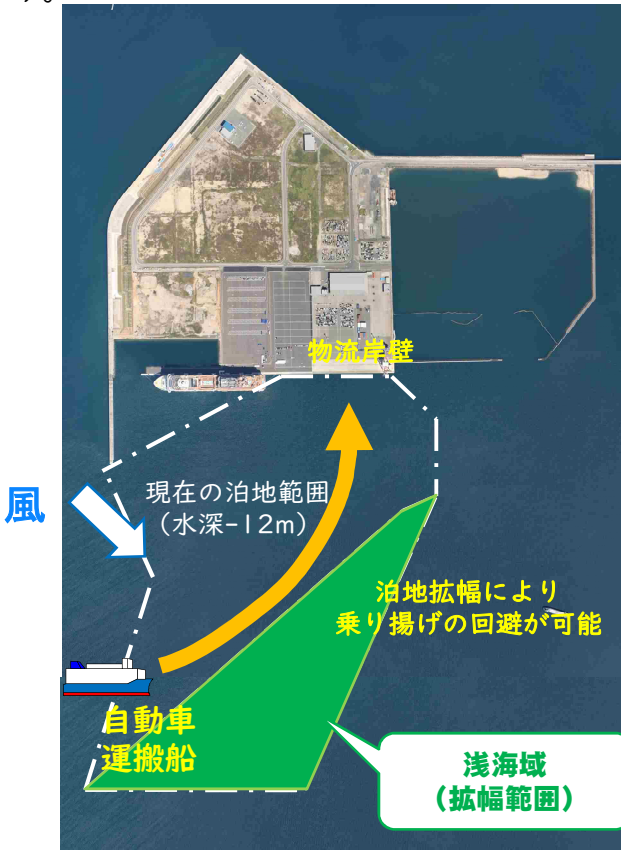 す。
物流岸壁
風
現在の泊地範囲
（水深-12m）
泊地拡幅により
乗り揚げの回避が可能
自動車
運搬船
浅海域
（拡幅範囲）